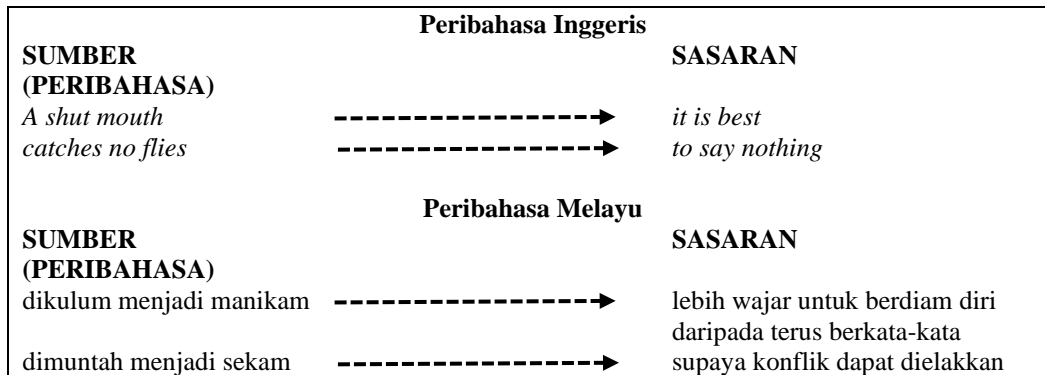 Peribahasa Inggeris
SUMBER SASARAN
(PERIBAHASA)
A shut mouth it is best
catches no flies to say nothing
Peribahasa Melayu
SUMBER SASARAN
(PERIBAHASA)
dikulum menjadi manikam lebih wajar untuk berdiam diri
daripada terus berkata-kata
dimuntah menjadi sekam supaya konflik dapat dielakkan